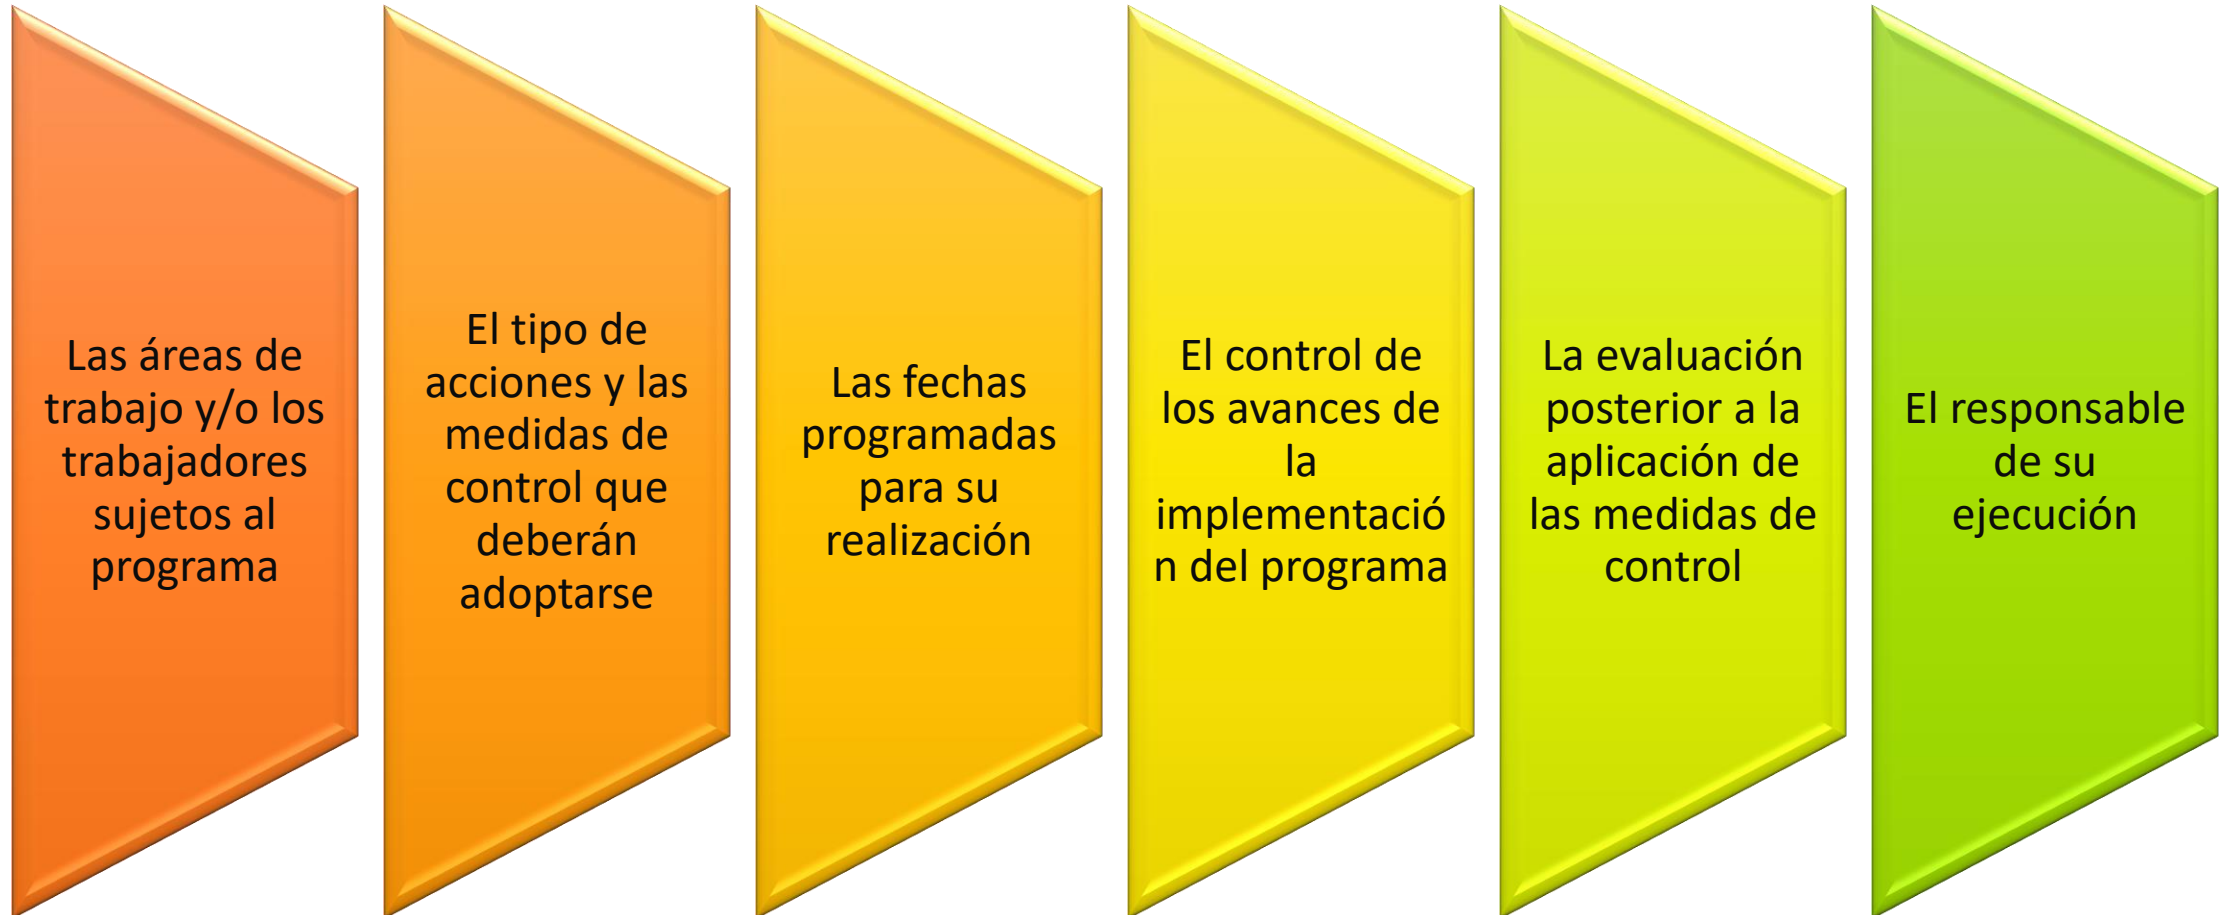 Las áreas de
trabajo y/o los
trabajadores
sujetos al
programa
El tipo de
acciones y las
medidas de
control que
deberán
adoptarse
Las fechas
programadas
para su
realización
El control de
los avances de
la
implementació
n del programa
La evaluación
posterior a la
aplicación de
las medidas de
control
El responsable
de su
ejecución